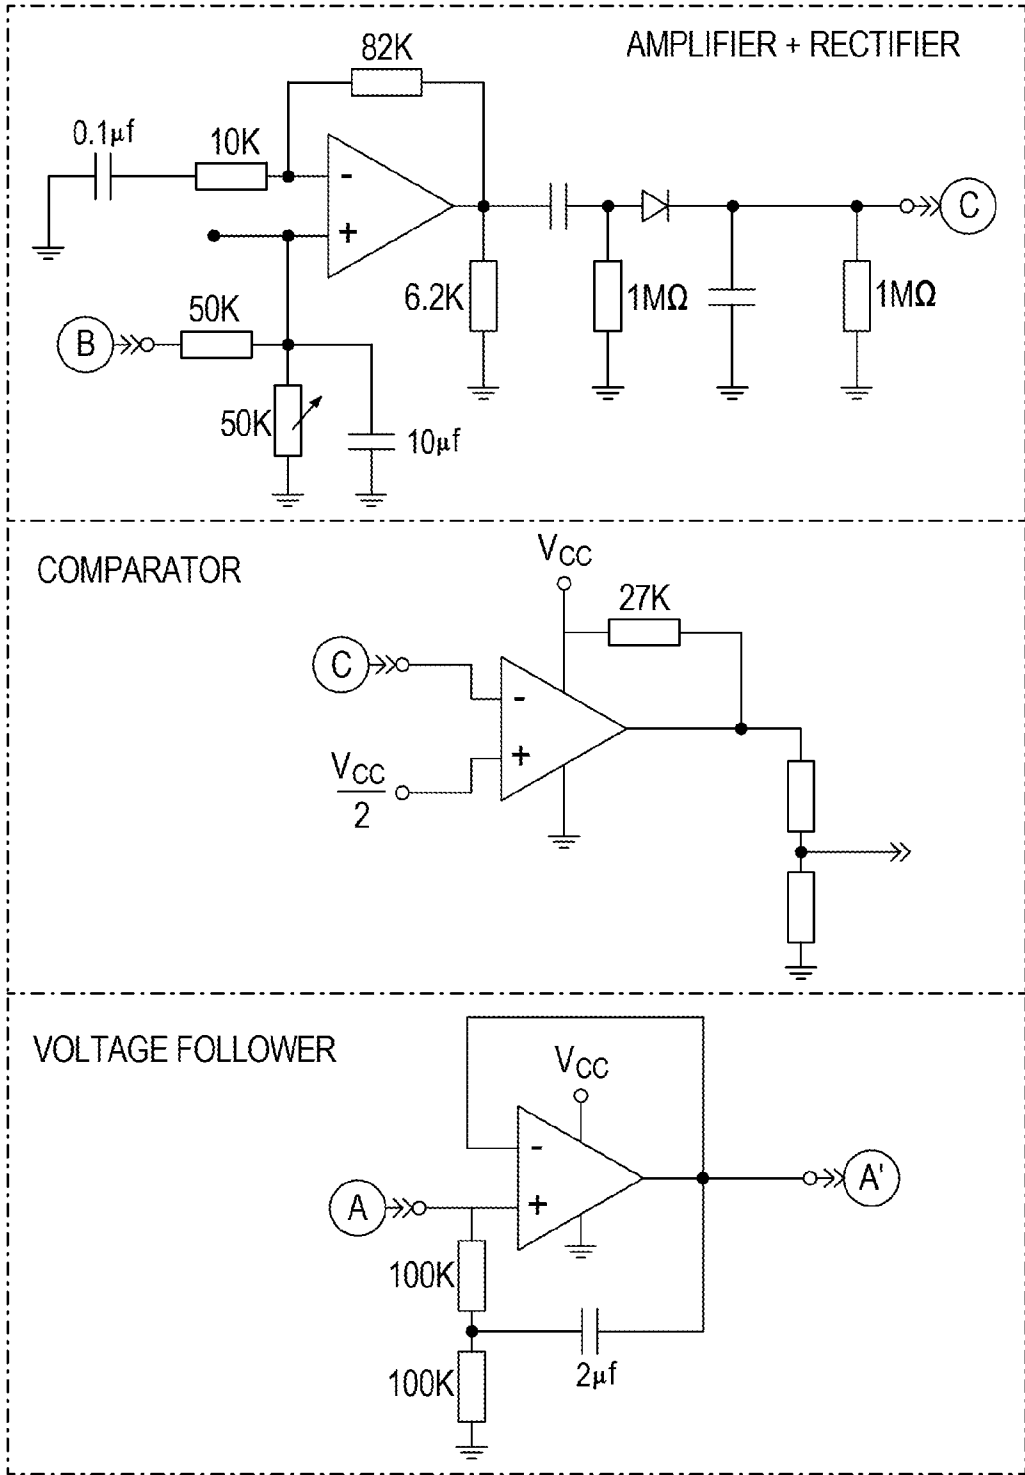 AMPLIFIER + RECTIFIER
82K
0.1μf
10K
-
+
C
6.2K
1MΩ
1MΩ
50K
B
50K
10μf
COMPARATOR
VCC
27K
C
-
+
VCC
2
VOLTAGE FOLLOWER
VCC
-
+
A
A'
100K
2μf
100K